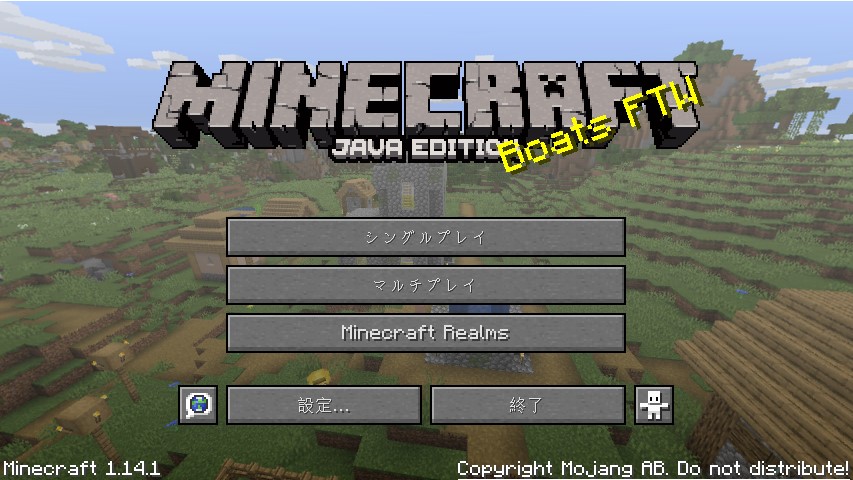 MINECRAFT
JAVA EDITION
Boats FTW
シングルプレイ
マルチプレイ
Minecraft Realms
設定...
終了
Minecraft 1.14.1
Copyright Mojang AB. Do not distribute!